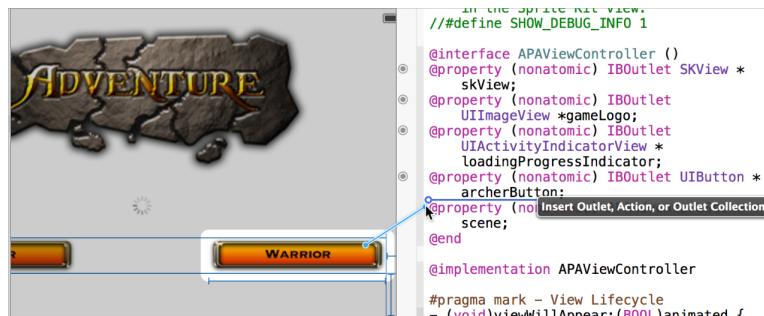 ADVENTURE
R
WARRIOR
in the Sprite Kit view.
//#define SHOW_DEBUG_INFO 1
@interface APAViewController ()
@property (nonatomic) IBOutlet SKView *
skView;
@property (nonatomic) IBOutlet
UIImageView *gameLogo;
@property (nonatomic) IBOutlet
UIActivityIndicatorView *
loadingProgressIndicator;
@property (nonatomic) IBOutlet UIButton *
archerButton;
@property (no
Insert Outlet, Action, or Outlet Collection
scene;
@end
@implementation APAViewController
#pragma mark - View Lifecycle
- (void)viewWillAppear:(BOOL)animated {